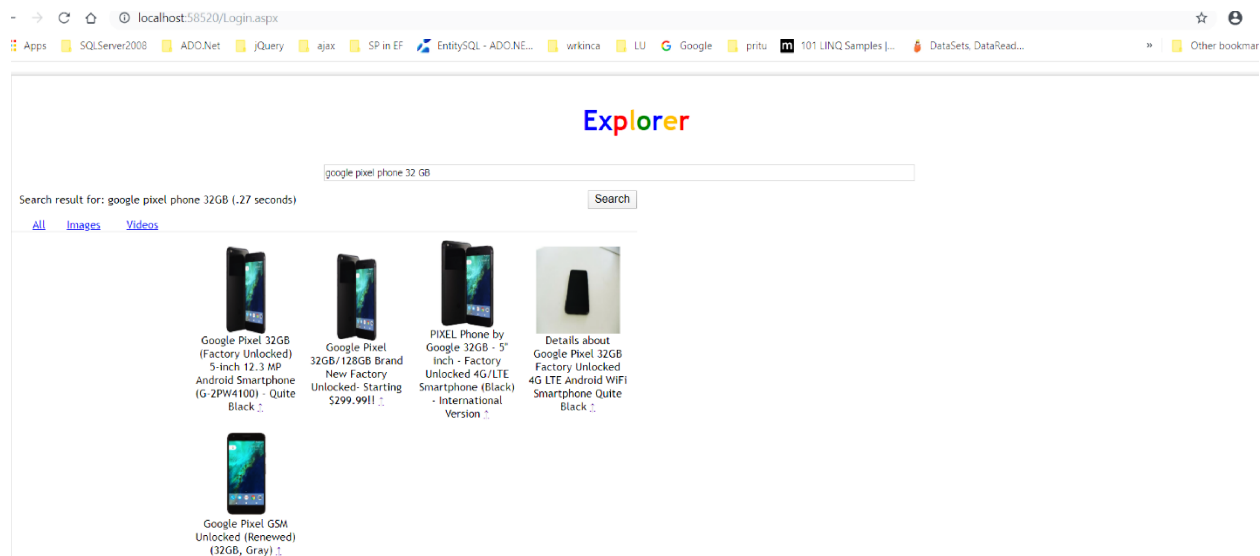 localhost:58520/Login.aspx
Apps SQLServer2008 ADO.Net jQuery ajax SP in EF EntitySQL - ADO.NE... wrkinca LU Google pritu 101 LINQ Samples |... DataSets, DataRead... » Other bookmar
Explorer
google pixel phone 32 GB
Search result for: google pixel phone 32GB (.27 seconds)
Search
All Images Videos
Google Pixel 32GB
(Factory Unlocked)
5-inch 12.3 MP
Android Smartphone
(G-2PW4100) - Quite
Black ↑
Google Pixel
32GB/128GB Brand
New Factory
Unlocked- Starting
$299.99!! ↑
PIXEL Phone by
Google 32GB - 5"
inch - Factory
Unlocked 4G/LTE
Smartphone (Black)
- International
Version ↑
Details about
Google Pixel 32GB
Factory Unlocked
4G LTE Android WiFi
Smartphone Quite
Black ↑
Google Pixel GSM
Unlocked (Renewed)
(32GB, Gray) ↑